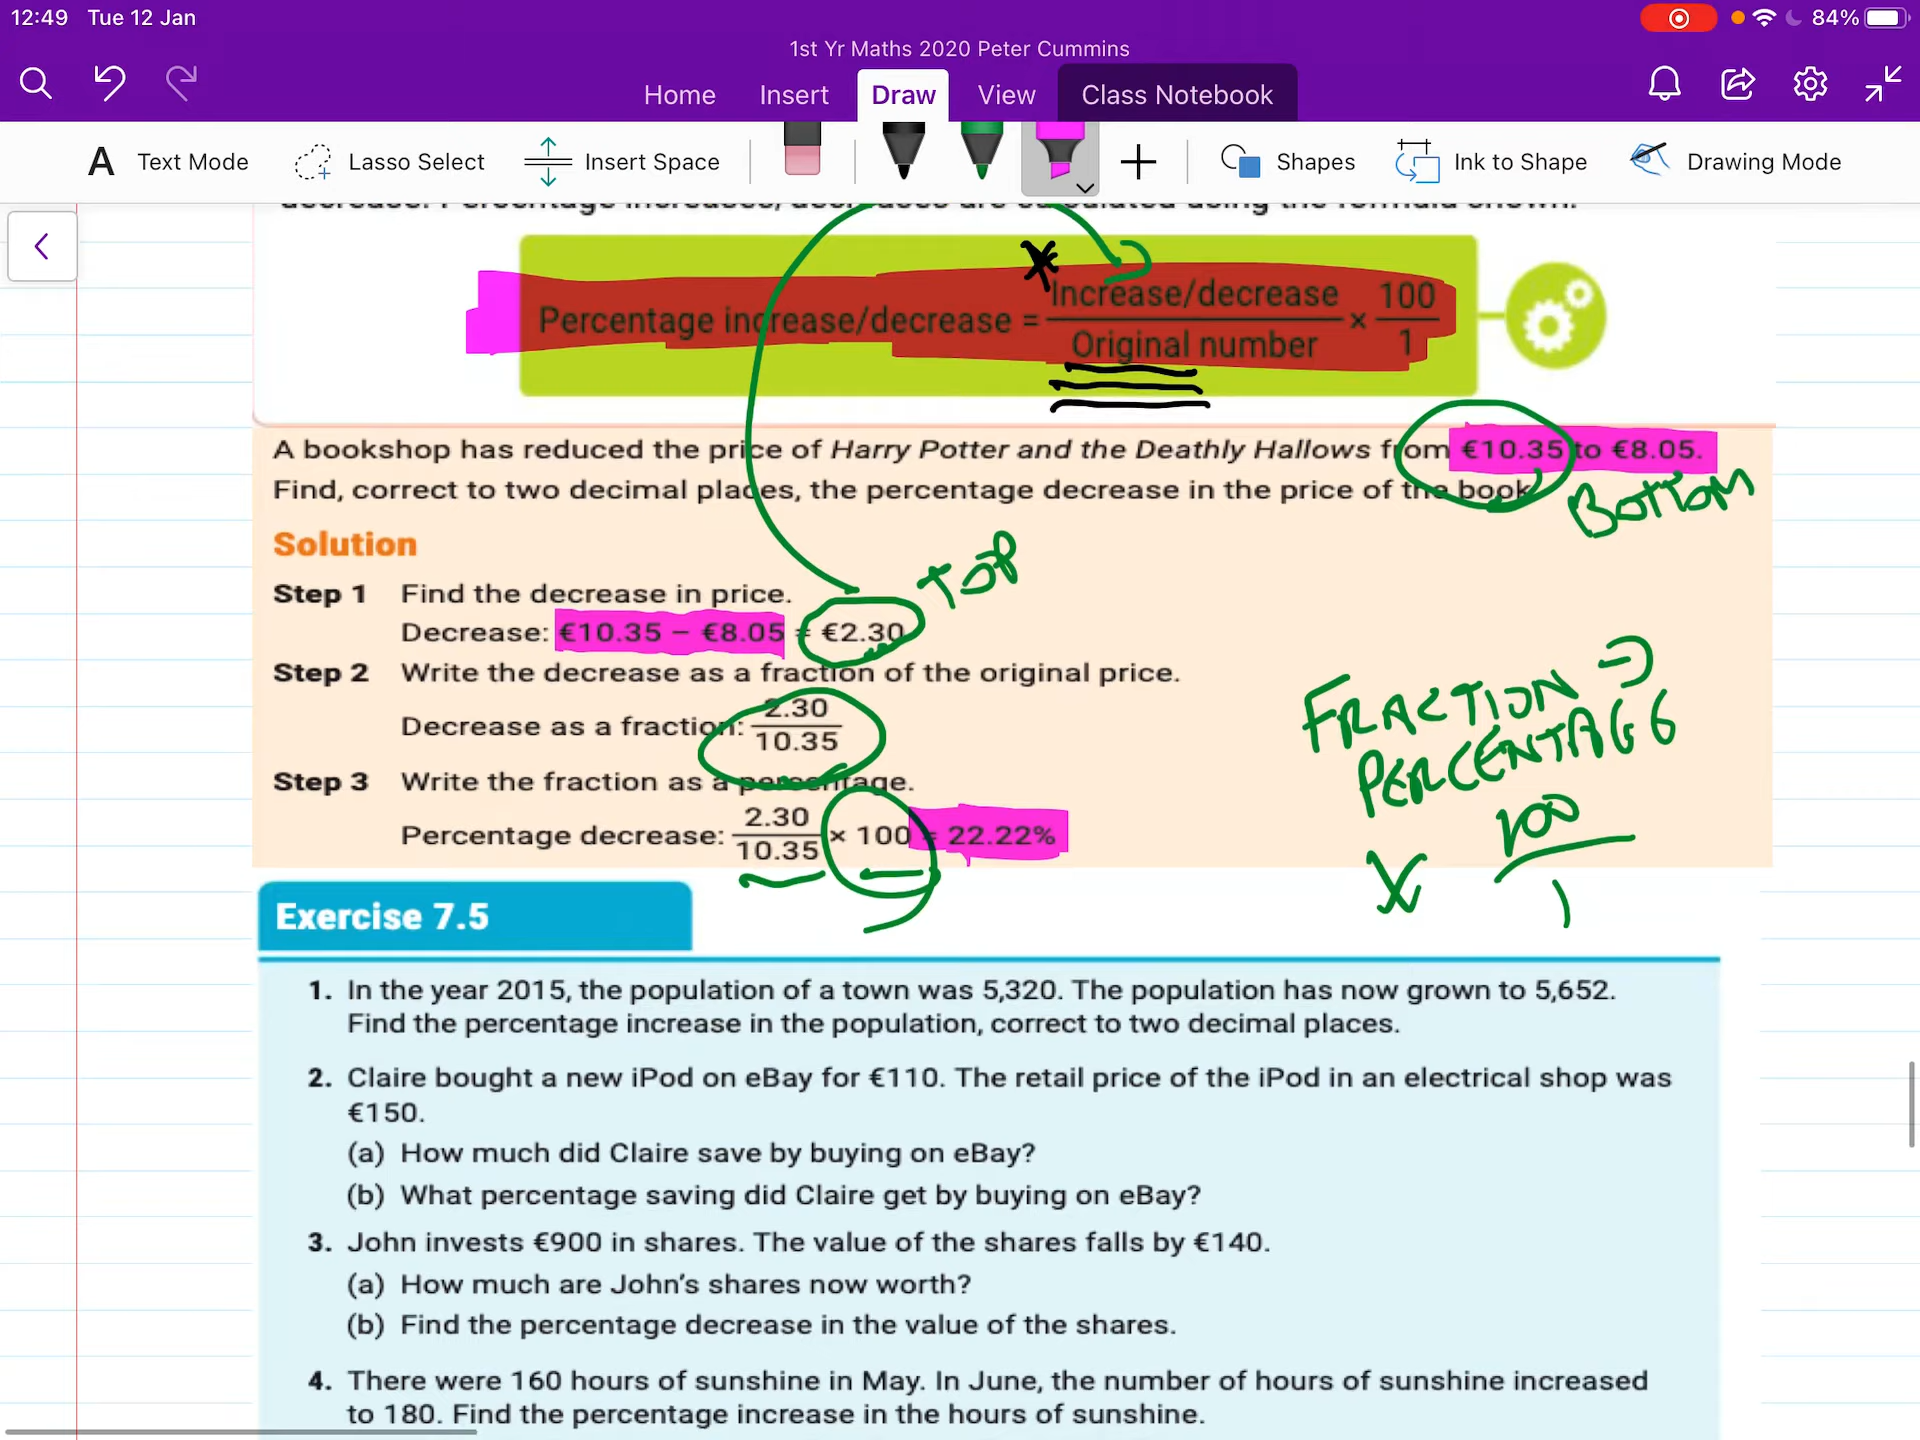 12:49 Tue 12 Jan
84%
1st Yr Maths 2020 Peter Cummins
Home Insert Draw View Class Notebook
A Text Mode Lasso Select Insert Space Shapes Ink to Shape Drawing Mode
decrease. Percentage increases/decreases are calculated using the formula shown.
Percentage increase/decrease = Increase/decrease / Original number × 100 / 1
A bookshop has reduced the price of Harry Potter and the Deathly Hallows from €10.35 to €8.05.
Find, correct to two decimal places, the percentage decrease in the price of the book.
BOTTOM
Solution
TOP
Step 1 Find the decrease in price.
Decrease: €10.35 – €8.05 = €2.30
Step 2 Write the decrease as a fraction of the original price.
Decrease as a fraction: 2.30 / 10.35
FRACTION ⇒
PERCENTAGE
× 100 / 1
Step 3 Write the fraction as a percentage.
Percentage decrease: 2.30 / 10.35 × 100 = 22.22%
Exercise 7.5
1. In the year 2015, the population of a town was 5,320. The population has now grown to 5,652.
Find the percentage increase in the population, correct to two decimal places.
2. Claire bought a new iPod on eBay for €110. The retail price of the iPod in an electrical shop was
€150.
(a) How much did Claire save by buying on eBay?
(b) What percentage saving did Claire get by buying on eBay?
3. John invests €900 in shares. The value of the shares falls by €140.
(a) How much are John's shares now worth?
(b) Find the percentage decrease in the value of the shares.
4. There were 160 hours of sunshine in May. In June, the number of hours of sunshine increased
to 180. Find the percentage increase in the hours of sunshine.